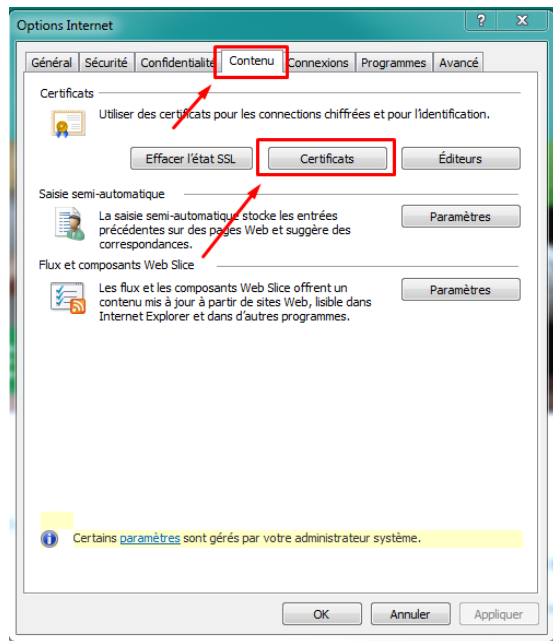 Options Internet
Général Sécurité Confidentialité Contenu Connexions Programmes Avancé
Certificats
Utiliser des certificats pour les connections chiffrées et pour l'identification.
Effacer l'état SSL Certificats Éditeurs
Saisie semi-automatique
La saisie semi-automatique stocke les entrées
précédentes sur des pages Web et suggère des
correspondances.
Paramètres
Flux et composants Web Slice
Les flux et les composants Web Slice offrent un
contenu mis à jour à partir de sites Web, lisible dans
Internet Explorer et dans d'autres programmes.
Paramètres
Certains paramètres sont gérés par votre administrateur système.
OK Annuler Appliquer